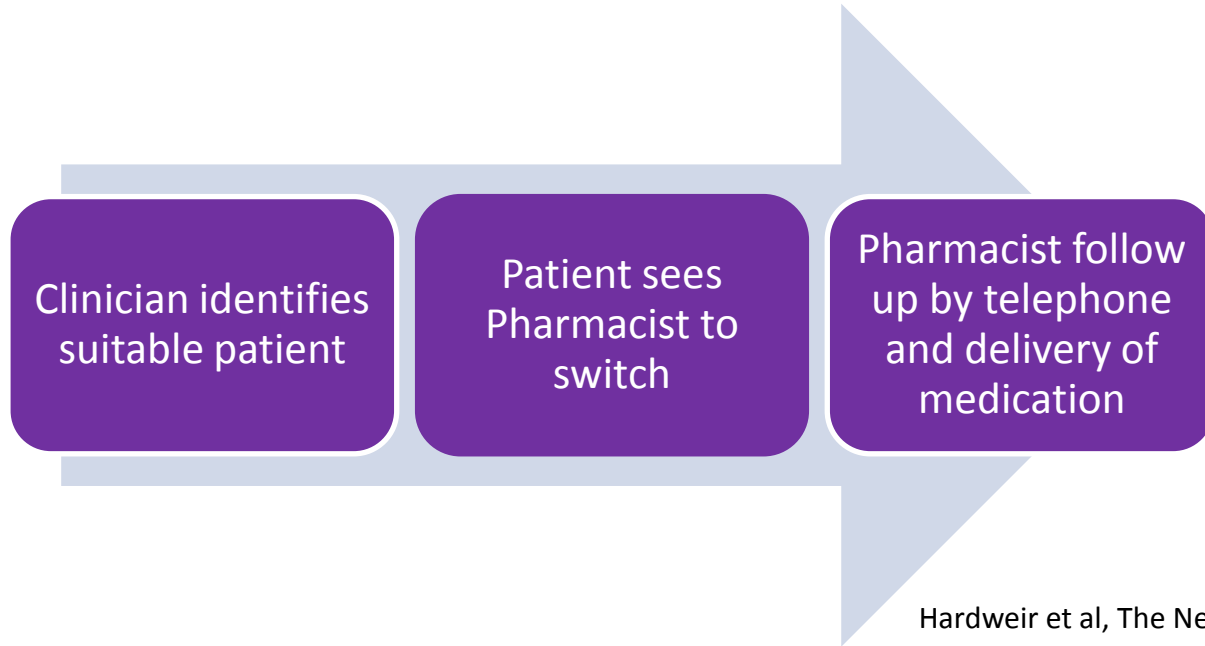 Clinician identifies
suitable patient
Patient sees
Pharmacist to
switch
Pharmacist follow
up by telephone
and delivery of
medication
Hardweir et al, The Ne